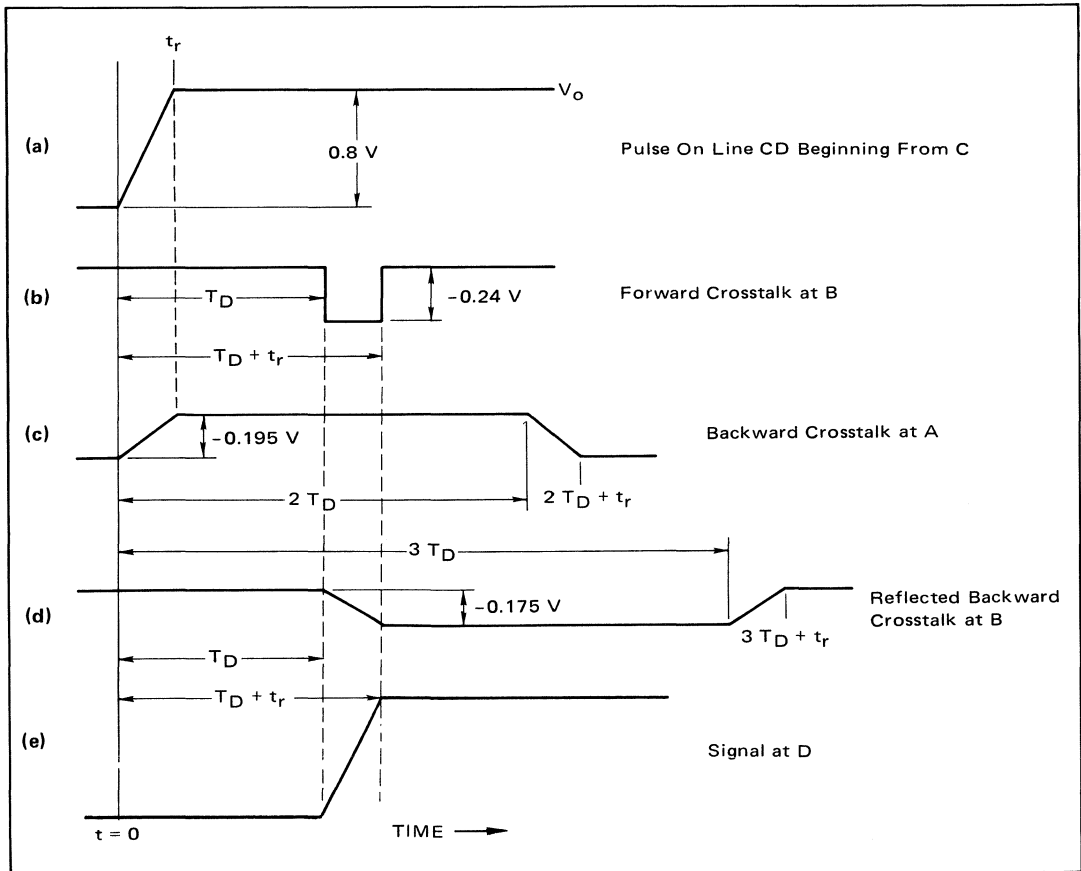 t_r
V_o
(a)
0.8 V
Pulse On Line CD Beginning From C
(b)
T_D
-0.24 V
Forward Crosstalk at B
T_D + t_r
(c)
-0.195 V
Backward Crosstalk at A
2 T_D
2 T_D + t_r
3 T_D
(d)
-0.175 V
Reflected Backward
Crosstalk at B
3 T_D + t_r
T_D
T_D + t_r
(e)
Signal at D
t = 0
TIME